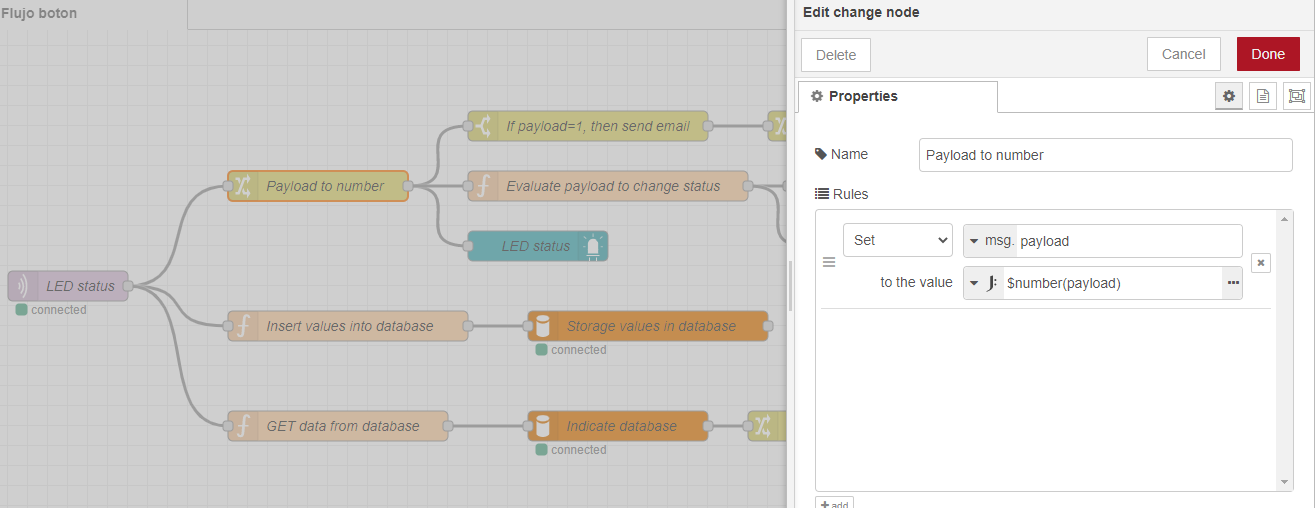 Flujo boton
Edit change node
Delete
Cancel
Done
Properties
Name
Payload to number
Rules
Set
msg. payload
to the value
J: $number(payload)
add
If payload=1, then send email
Payload to number
Evaluate payload to change status
LED status
LED status
connected
Insert values into database
Storage values in database
connected
GET data from database
Indicate database
connected